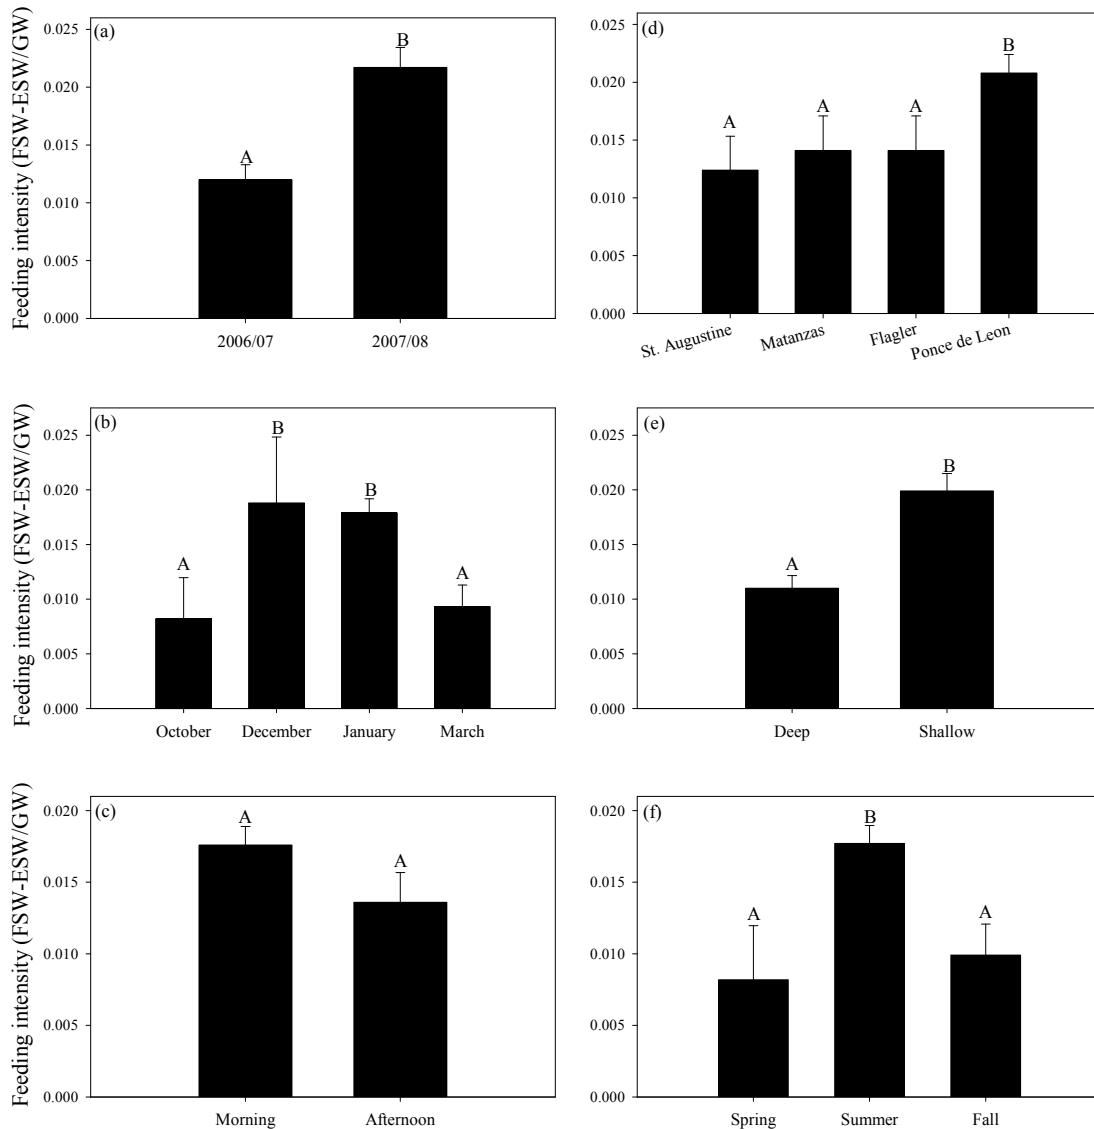 (a)
Feeding intensity (FSW-ESW/GW)
0.025
0.020
0.015
0.010
0.005
0.000
A
B
2006/07 2007/08
(d)
0.025
0.020
0.015
0.010
0.005
0.000
A
A
A
B
St. Augustine
Matanzas
Flagler
Ponce de Leon
(b)
Feeding intensity (FSW-ESW/GW)
0.025
0.020
0.015
0.010
0.005
0.000
A
B
B
A
October December January March
(e)
0.025
0.020
0.015
0.010
0.005
0.000
A
B
Deep Shallow
(c)
Feeding intensity (FSW-ESW/GW)
0.020
0.015
0.010
0.005
0.000
A
A
Morning Afternoon
(f)
0.020
0.015
0.010
0.005
0.000
A
B
A
Spring Summer Fall